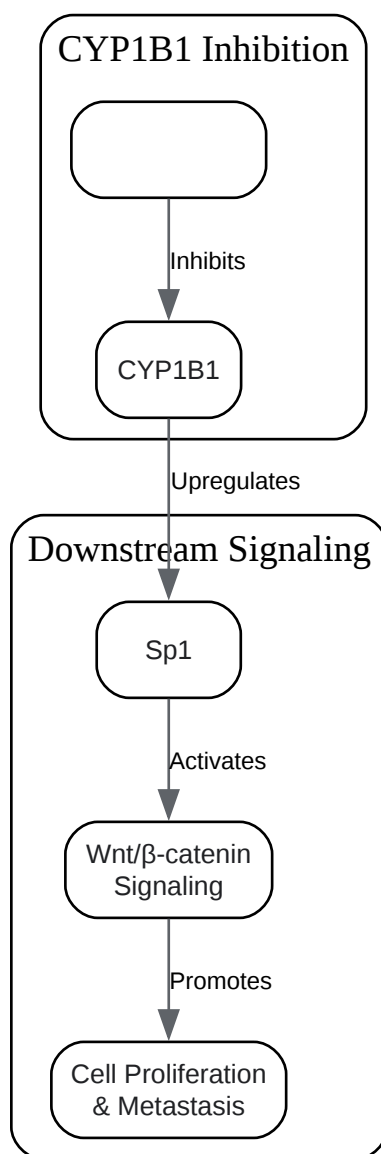 CYP1B1 Inhibition
Inhibits
CYP1B1
Upregulates
Downstream Signaling
Sp1
Activates
Wnt/β-catenin
Signaling
Promotes
Cell Proliferation
& Metastasis